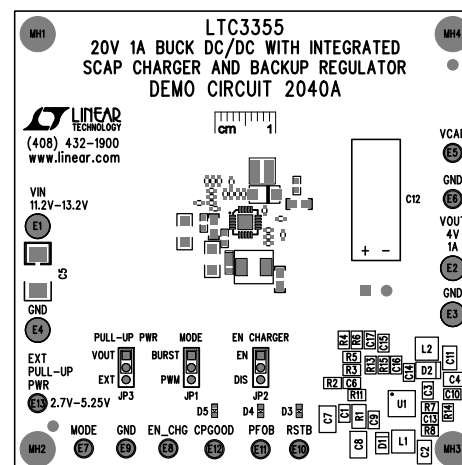 MH1
LTC3355
MH4
20V 1A BUCK DC/DC WITH INTEGRATED
SCAP CHARGER AND BACKUP REGULATOR
DEMO CIRCUIT 2040A
LINEAR
TECHNOLOGY
(408) 432-1900
www.linear.com
cm 1
VCAP
E5
GND
E6
C12
VOUT
4V
1A
E2
GND
E3
+ -
VIN
11.2V-13.2V
E1
C5
GND
E4
EXT
PULL-UP
PWR
E13 2.7V-5.25V
PULL-UP PWR
VOUT
EXT
JP3
MODE
BURST
PWM
JP1
EN CHARGER
EN
DIS
JP2
D5 D4 D3
R4 R6 C17 C15
R5
R3
R13 R15 C16
C14
R2 C6
L2
D2
C11
C4
C10
C3
C7
C1
R11
R1
C9
U1
R7
C13
R14
R8
C8
D11
L1
C2
MH2
MODE
E7
GND
E9
EN_CHG
E8
CPGOOD
E12
PFOB
E11
RSTB
E10
MH3